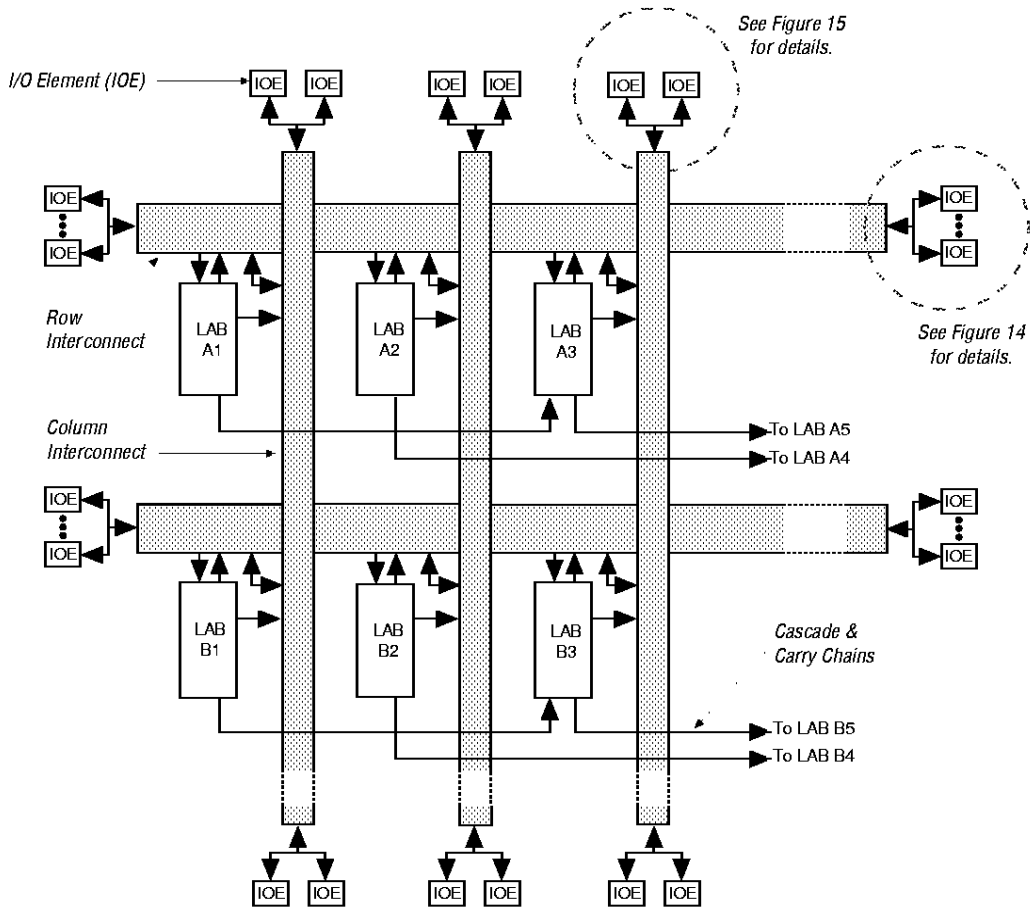 See Figure 15
for details.
I/O Element (IOE)
IOE IOE IOE IOE IOE IOE
IOE IOE
IOE IOE
Row
Interconnect
LAB
A1
LAB
A2
LAB
A3
See Figure 14
for details.
Column
Interconnect
To LAB A5
To LAB A4
IOE IOE
IOE IOE
LAB
B1
LAB
B2
LAB
B3
Cascade &
Carry Chains
To LAB B5
To LAB B4
IOE IOE IOE IOE IOE IOE